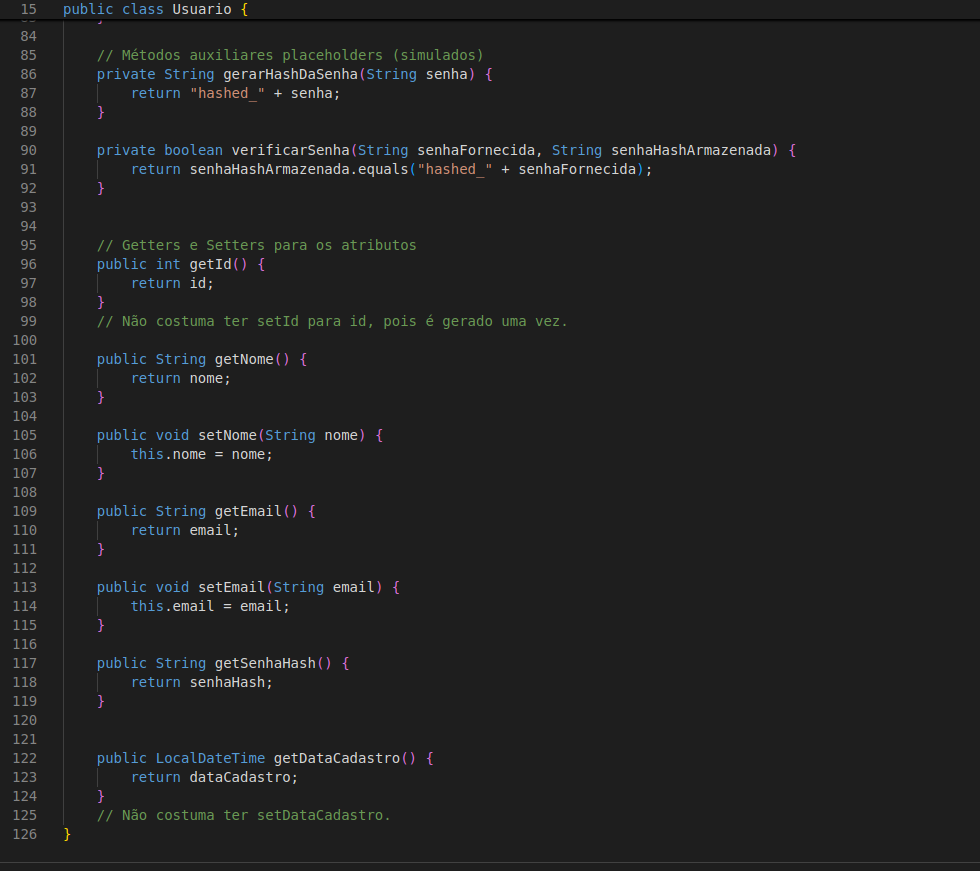 15 public class Usuario {
84
85 // Métodos auxiliares placeholders (simulados)
86 private String gerarHashDaSenha(String senha) {
87 return "hashed_" + senha;
88 }
89
90 private boolean verificarSenha(String senhaFornecida, String senhaHashArmazenada) {
91 return senhaHashArmazenada.equals("hashed_" + senhaFornecida);
92 }
93
94
95 // Getters e Setters para os atributos
96 public int getId() {
97 return id;
98 }
99 // Não costuma ter setId para id, pois é gerado uma vez.
100
101 public String getNome() {
102 return nome;
103 }
104
105 public void setNome(String nome) {
106 this.nome = nome;
107 }
108
109 public String getEmail() {
110 return email;
111 }
112
113 public void setEmail(String email) {
114 this.email = email;
115 }
116
117 public String getSenhaHash() {
118 return senhaHash;
119 }
120
121
122 public LocalDateTime getDataCadastro() {
123 return dataCadastro;
124 }
125 // Não costuma ter setDataCadastro.
126 }